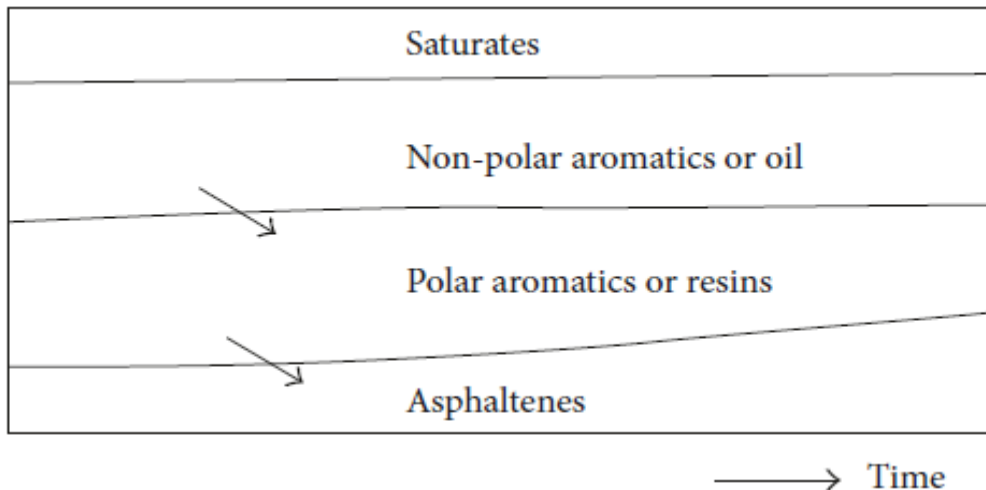 Saturates
Non-polar aromatics or oil
Polar aromatics or resins
Asphaltenes
Time